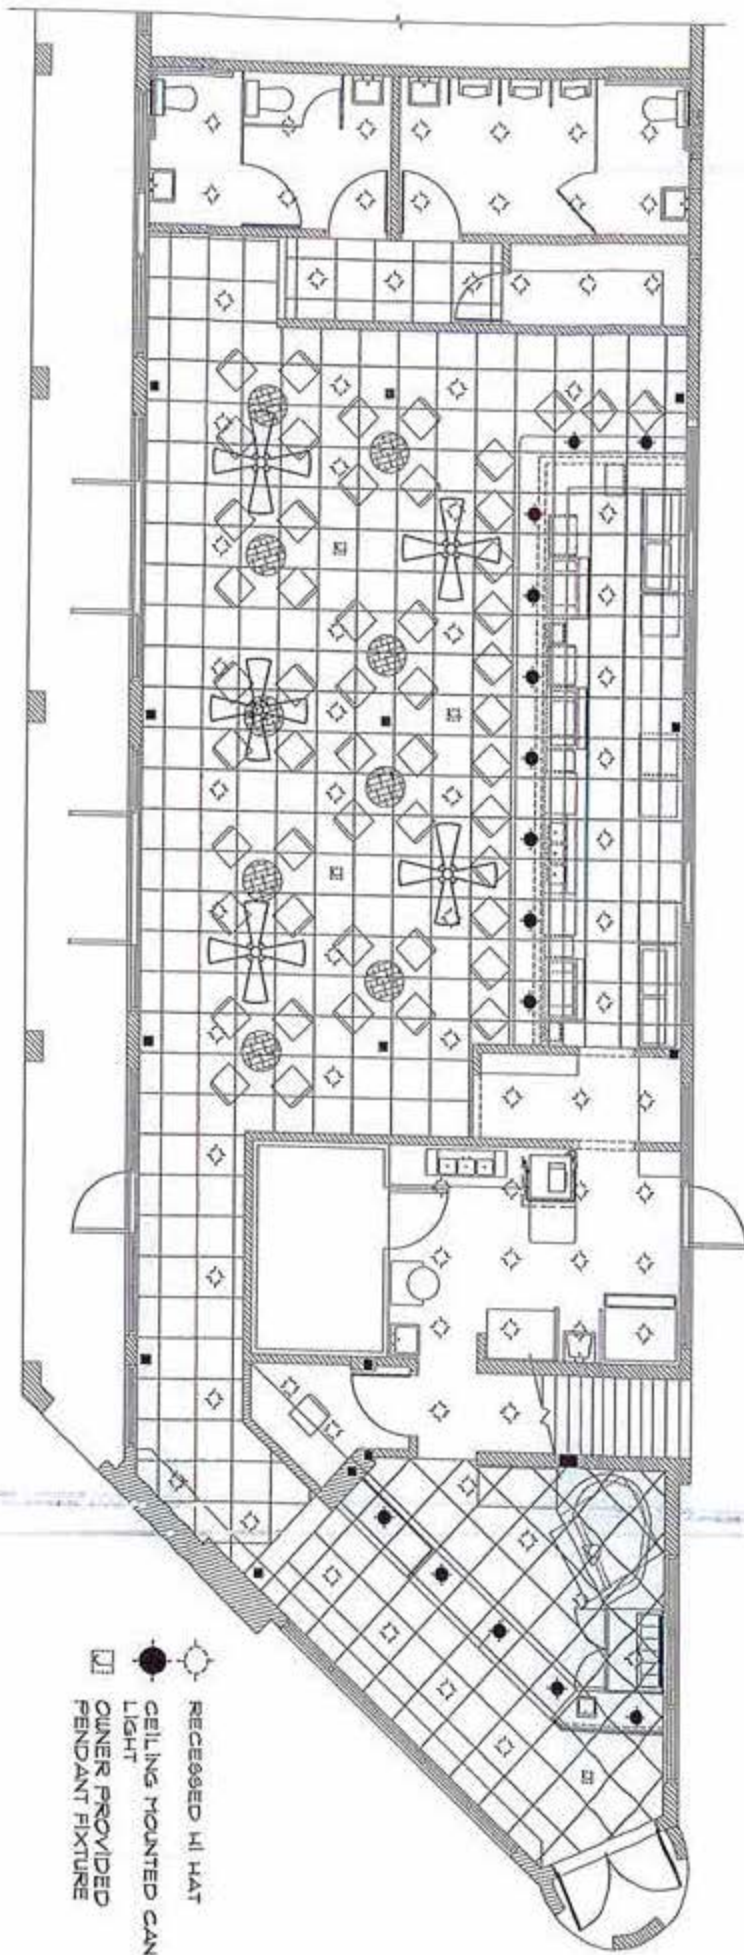 RECESSED HI HAT
CEILING MOUNTED CAN
LIGHT
OWNER PROVIDED
PENDANT FIXTURE